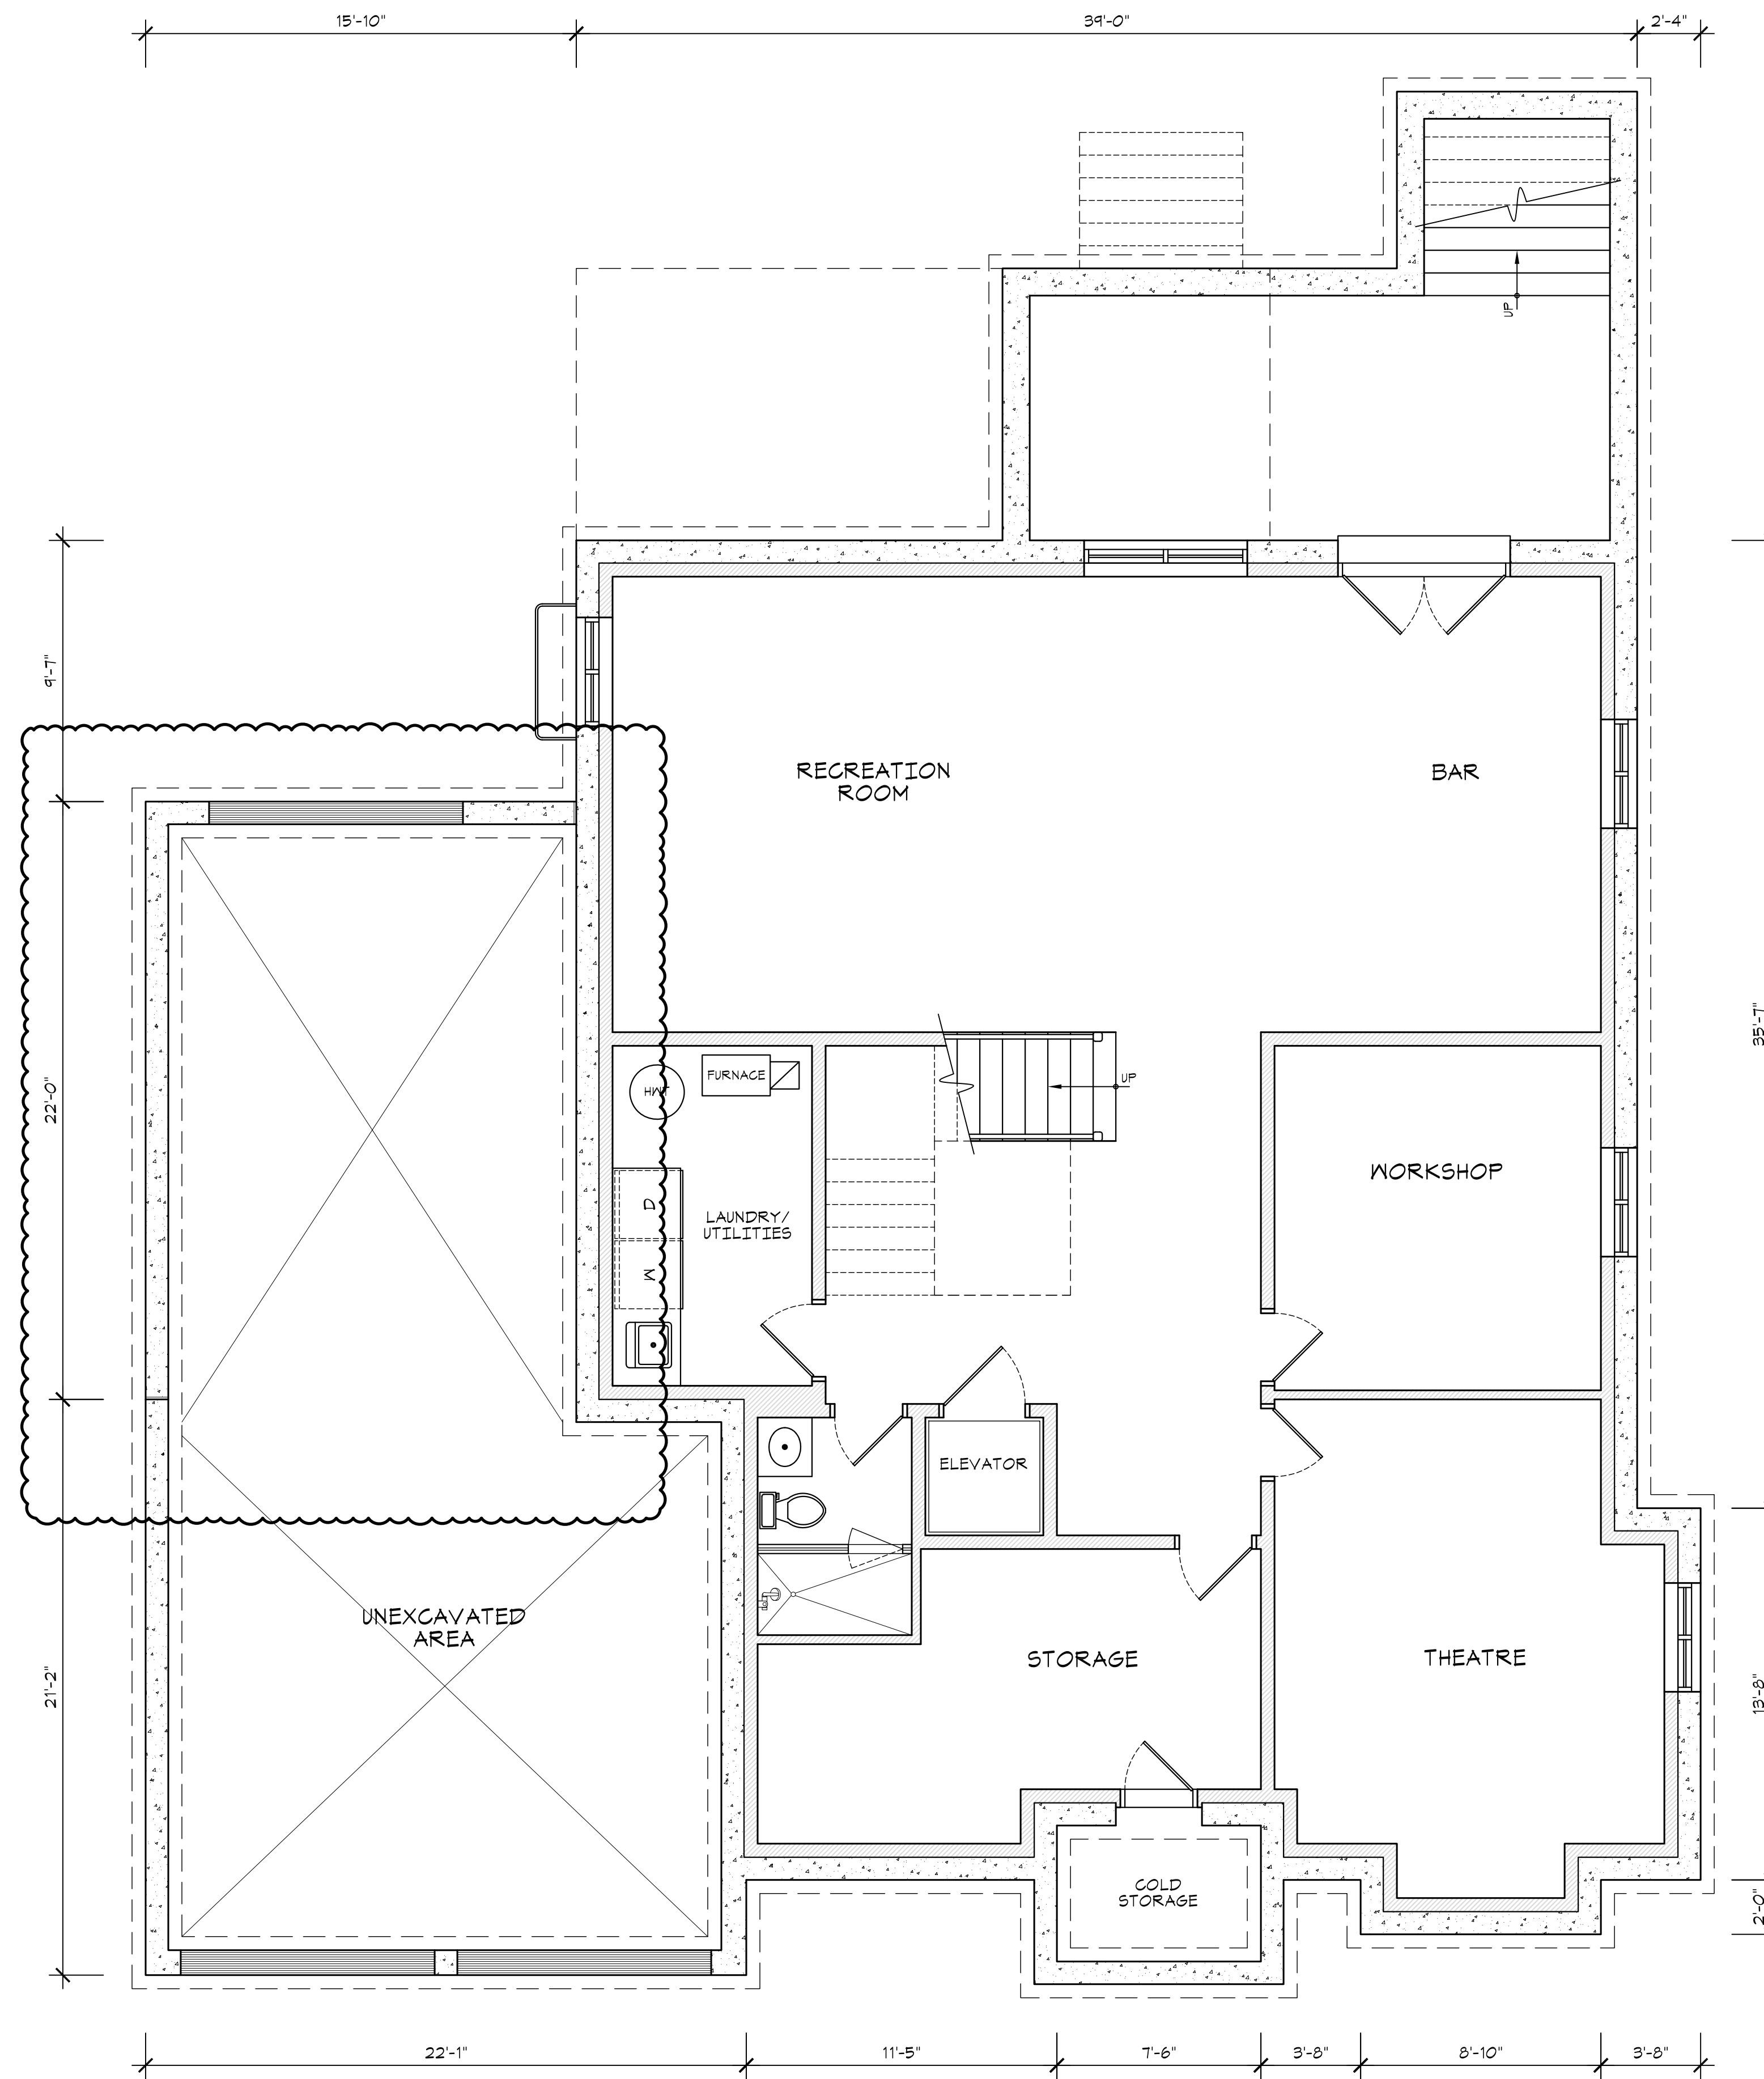 15'-10"
39'-0"
2'-4"
UP
9'-7"
RECREATION
ROOM
BAR
35'-7"
22'-0"
HWT
FURNACE
UP
D
LAUNDRY/
UTILITIES
W
WORKSHOP
ELEVATOR
UNEXCAVATED
AREA
STORAGE
THEATRE
21'-2"
13'-8"
COLD
STORAGE
2'-0"
22'-1"
11'-5"
7'-6"
3'-8"
8'-10"
3'-8"